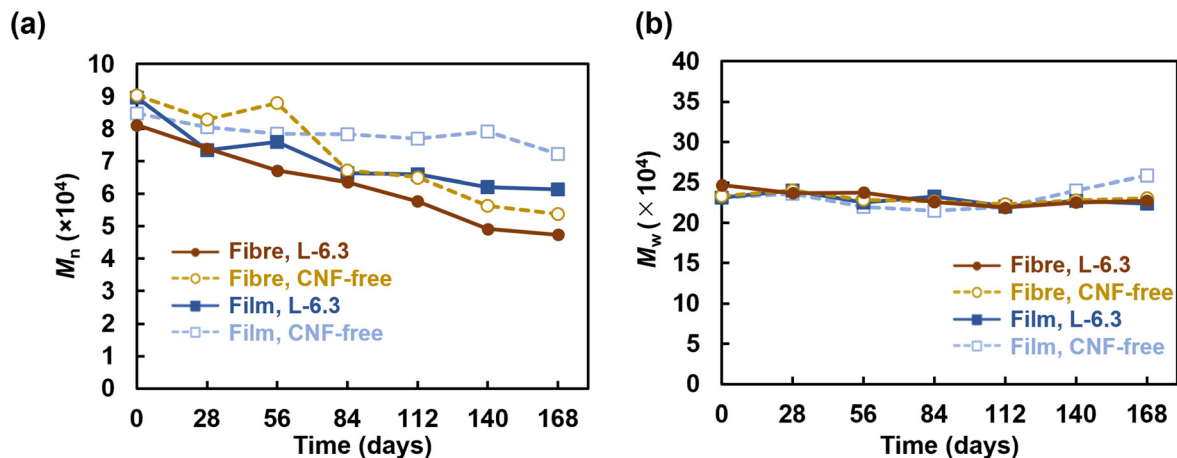 (a)
10
9
8
7
6
5
4
3
2
1
0
Mn (×10⁴)
0 28 56 84 112 140 168
Time (days)
Fibre, L-6.3
Fibre, CNF-free
Film, L-6.3
Film, CNF-free
(b)
40
35
30
25
20
15
10
5
0
Mw (×10⁴)
0 28 56 84 112 140 168
Time (days)
Fibre, L-6.3
Fibre, CNF-free
Film, L-6.3
Film, CNF-free